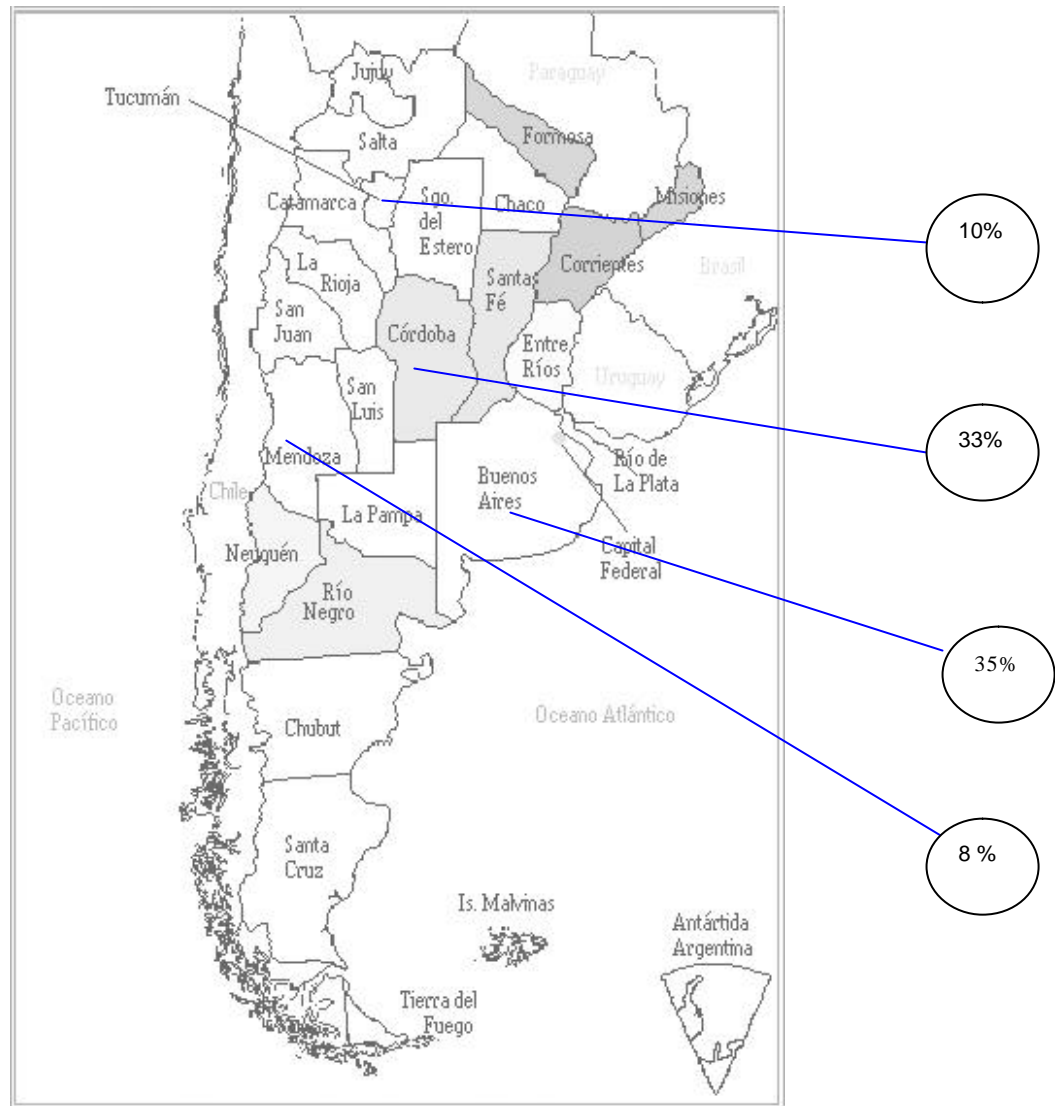 Jujuy
Paraguay
Tucumán
Salta
Formosa
Catamarca
Sgo.
del
Estero
Chaco
Misiones
10%
La
Rioja
Santa
Fé
Corrientes
Brasil
San
Juan
Córdoba
Entre
Ríos
Uruguay
San
Luis
33%
Mendoza
Río de
La Plata
Buenos
Aires
Chile
La Pampa
Capital
Federal
Neuquén
Río
Negro
35%
Oceano
Pacífico
Oceano Atlántico
Chubut
Santa
Cruz
8 %
Is. Malvinas
Antártida
Argentina
Tierra del
Fuego